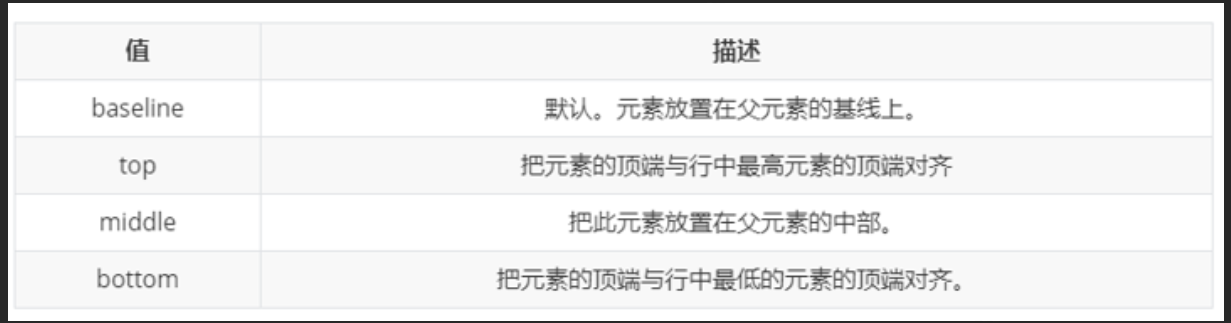 值 描述
baseline 默认。元素放置在父元素的基线上。
top 把元素的顶端与行中最高元素的顶端对齐
middle 把此元素放置在父元素的中部。
bottom 把元素的顶端与行中最低的元素的顶端对齐。